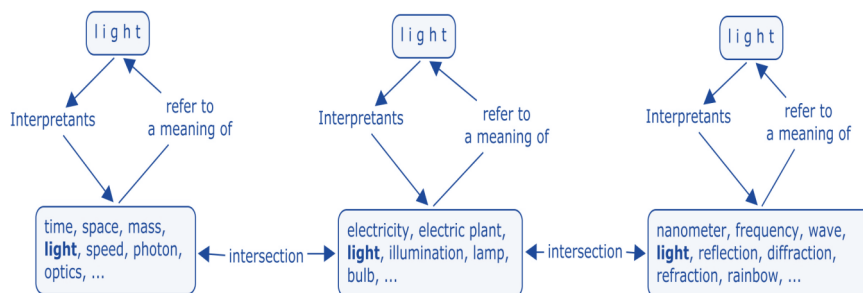 light
light
light
Interpretants
refer to
a meaning of
Interpretants
refer to
a meaning of
Interpretants
refer to
a meaning of
time, space, mass,
light, speed, photon,
optics, ...
intersection
electricity, electric plant,
light, illumination, lamp,
bulb, ...
intersection
nanometer, frequency, wave,
light, reflection, diffraction,
refraction, rainbow, ...